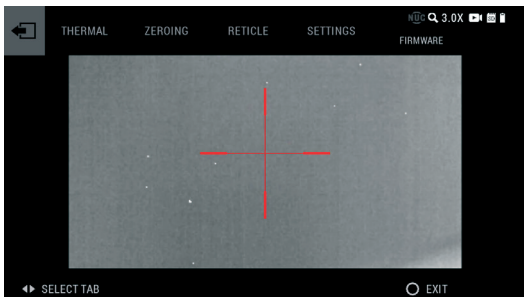 NUC 3.0X
THERMAL ZEROING RETICLE SETTINGS FIRMWARE
SELECT TAB EXIT